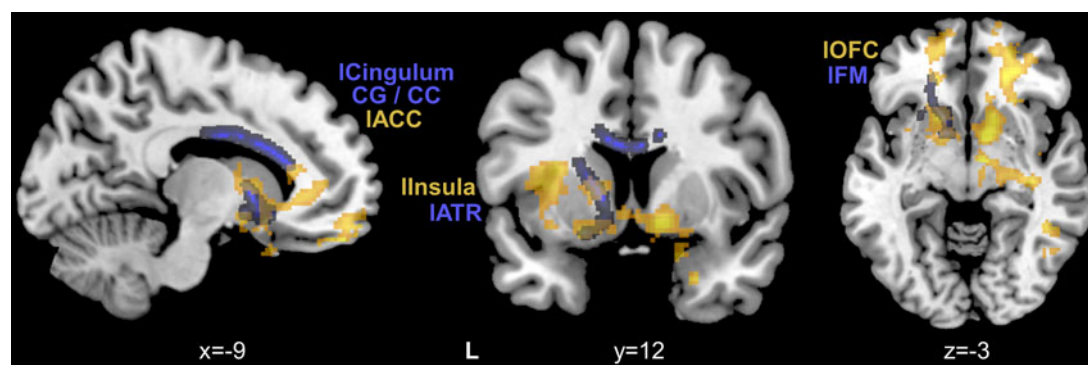 lCingulum
CG / CC
lACC
lInsula
lATR
lOFC
lFM
x=-9
L
y=12
z=-3